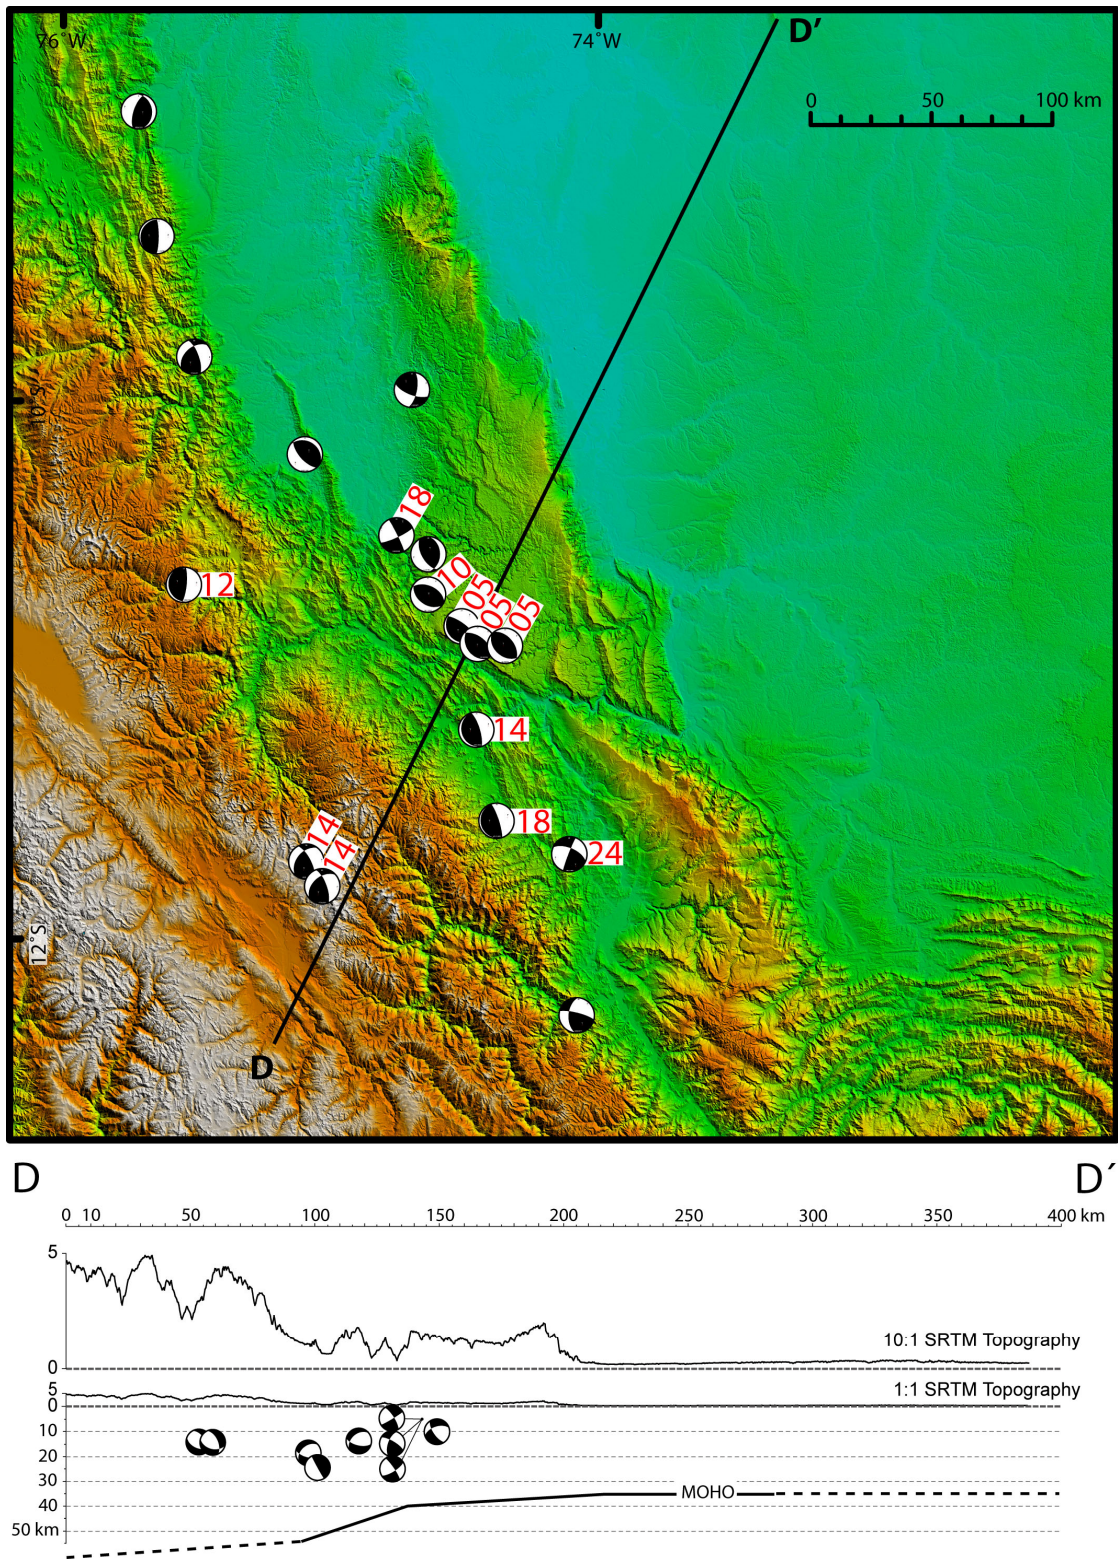 76°W
74°W
D’
0 50 100 km
10°S
18
10
12
05
05
05
14
18
24
14
14
12°S
D
D D´
0 10 50 100 150 200 250 300 350 400 km
5
10:1 SRTM Topography
0
5
1:1 SRTM Topography
0
10
20
30
MOHO
40
50 km